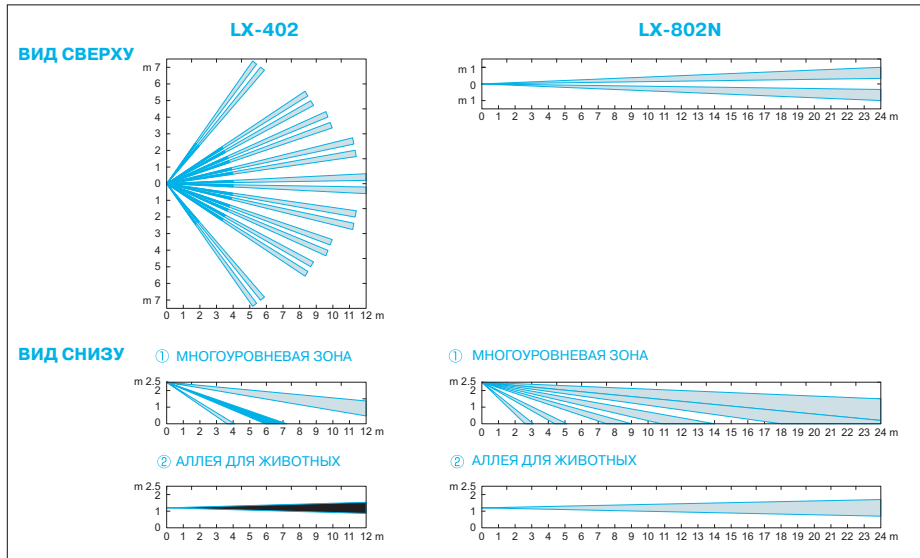 LX-402
LX-802N
ВИД СВЕРХУ
m 7
6
5
4
3
2
1
0
1
2
3
4
5
6
m 7
0 1 2 3 4 5 6 7 8 9 10 11 12 m
m 1
0
m 1
0 1 2 3 4 5 6 7 8 9 10 11 12 13 14 15 16 17 18 19 20 21 22 23 24 m
ВИД СНИЗУ
① МНОГОУРОВНЕВАЯ ЗОНА
m 2.5
2
1
0
0 1 2 3 4 5 6 7 8 9 10 11 12 m
① МНОГОУРОВНЕВАЯ ЗОНА
m 2.5
2
1
0
0 1 2 3 4 5 6 7 8 9 10 11 12 13 14 15 16 17 18 19 20 21 22 23 24 m
② АЛЛЕЯ ДЛЯ ЖИВОТНЫХ
m 2.5
2
1
0
0 1 2 3 4 5 6 7 8 9 10 11 12 m
② АЛЛЕЯ ДЛЯ ЖИВОТНЫХ
m 2.5
2
1
0
0 1 2 3 4 5 6 7 8 9 10 11 12 13 14 15 16 17 18 19 20 21 22 23 24 m